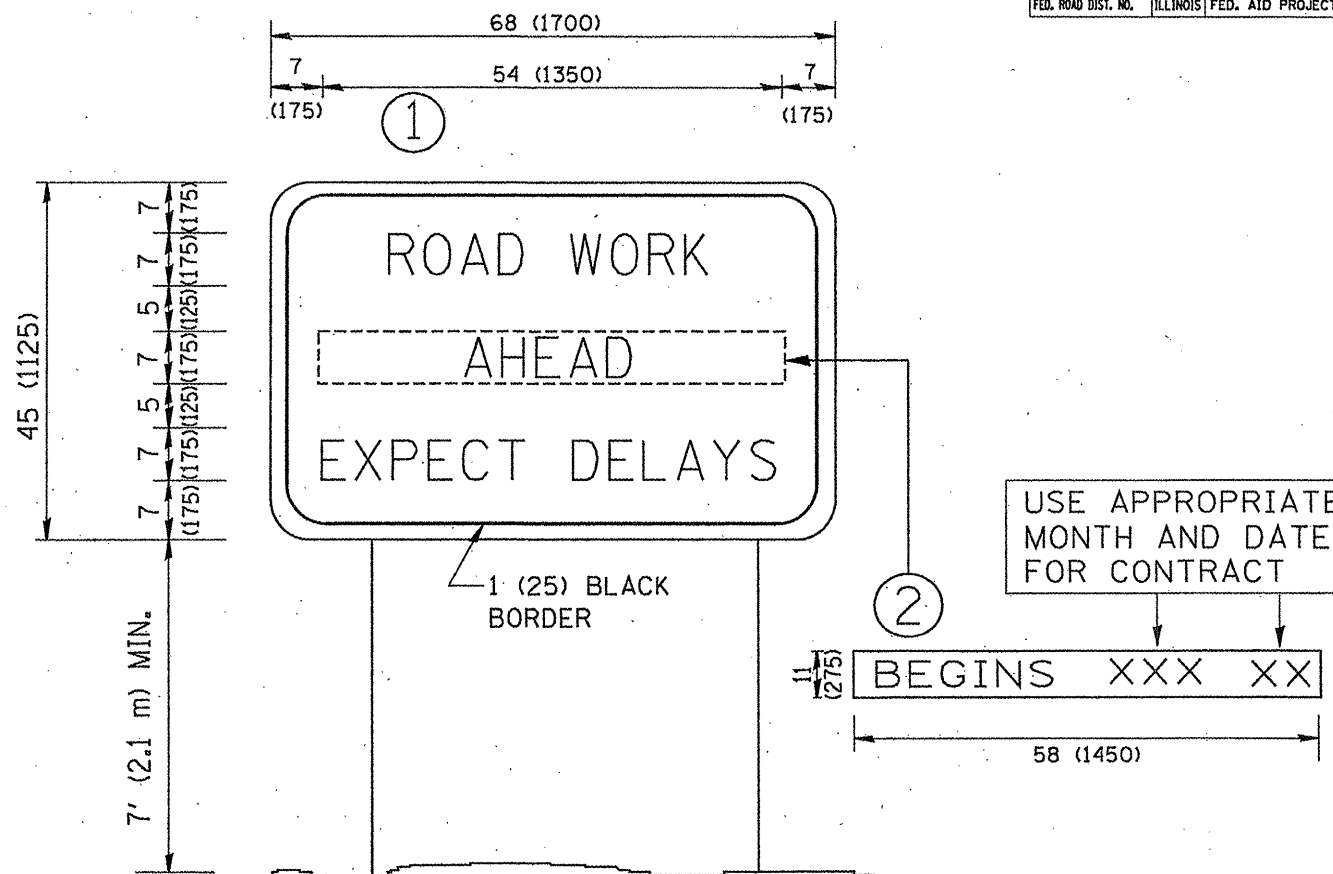 FED. ROAD DIST. NO. ILLINOIS FED. AID PROJECT
68 (1700)
7 54 (1350) 7
(175) (175)
1
45 (1125)
7 (175)
7 (175)
5 (125)
7 (175)
5 (125)
7 (175)
7 (175)
ROAD WORK
AHEAD
EXPECT DELAYS
1 (25) BLACK
BORDER
7' (2.1 m) MIN.
USE APPROPRIATE
MONTH AND DATE
FOR CONTRACT
2
11
(275)
BEGINS XXX XX
58 (1450)